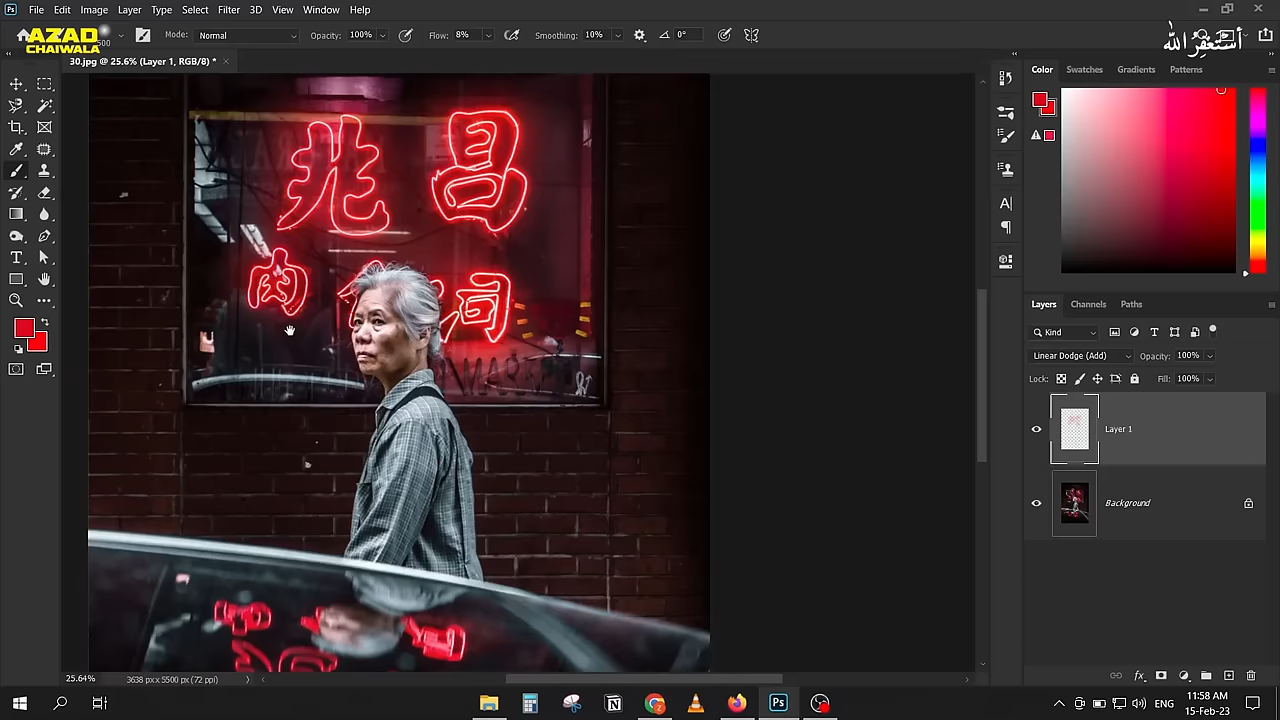 File Edit Image Layer Type Select Filter 3D View Window Help
AZAD
CHAIWALA
500
Mode: Normal Opacity: 100% Flow: 8% Smoothing: 10% 0°
أستغفر الله
30.jpg @ 25.6% (Layer 1, RGB/8) *
Color Swatches Gradients Patterns
兆 昌
肉 司
Layers Channels Paths
Kind
Linear Dodge (Add) Opacity: 100%
Lock: Fill: 100%
Layer 1
Background
25.64% 3638 px x 5500 px (72 ppi)
ENG
11:58 AM
15-Feb-23